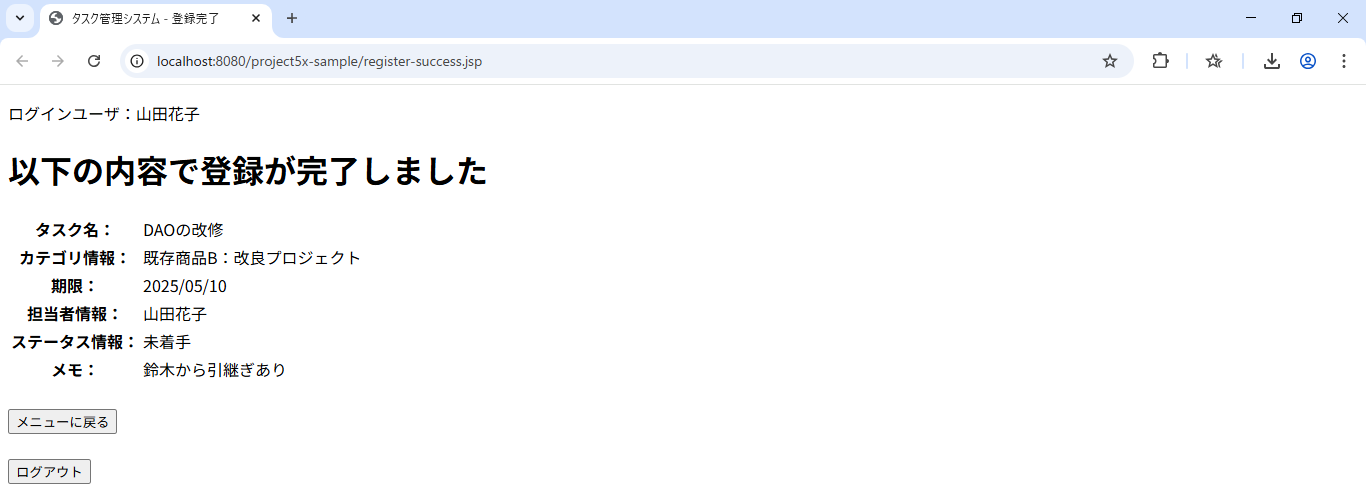 タスク管理システム - 登録完了
localhost:8080/project5x-sample/register-success.jsp
ログインユーザ：山田花子
以下の内容で登録が完了しました
タスク名： DAOの改修
カテゴリ情報： 既存商品B：改良プロジェクト
期限： 2025/05/10
担当者情報： 山田花子
ステータス情報： 未着手
メモ： 鈴木から引継ぎあり
メニューに戻る
ログアウト